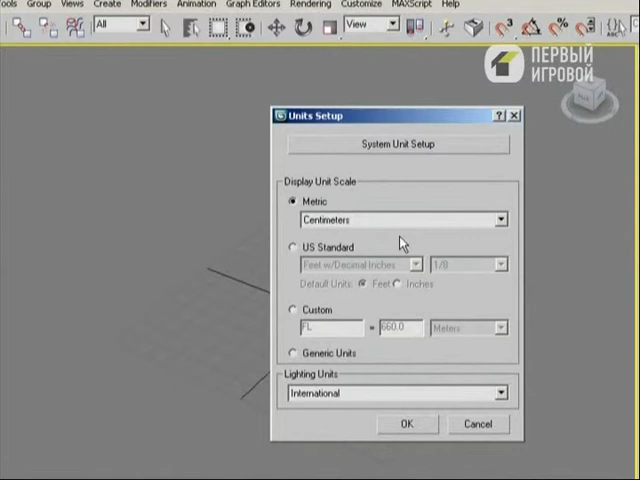 Group Views Create Modifiers Animation Graph Editors Rendering Customize MAXScript Help
All
View
3
%
ABC
ПЕРВЫЙ
ИГРОВОЙ
Units Setup
System Unit Setup
Display Unit Scale
Metric
Centimeters
US Standard
Feet w/Decimal Inches 1/8
Default Units: Feet Inches
Custom
FL = 660.0 Meters
Generic Units
Lighting Units
International
OK Cancel